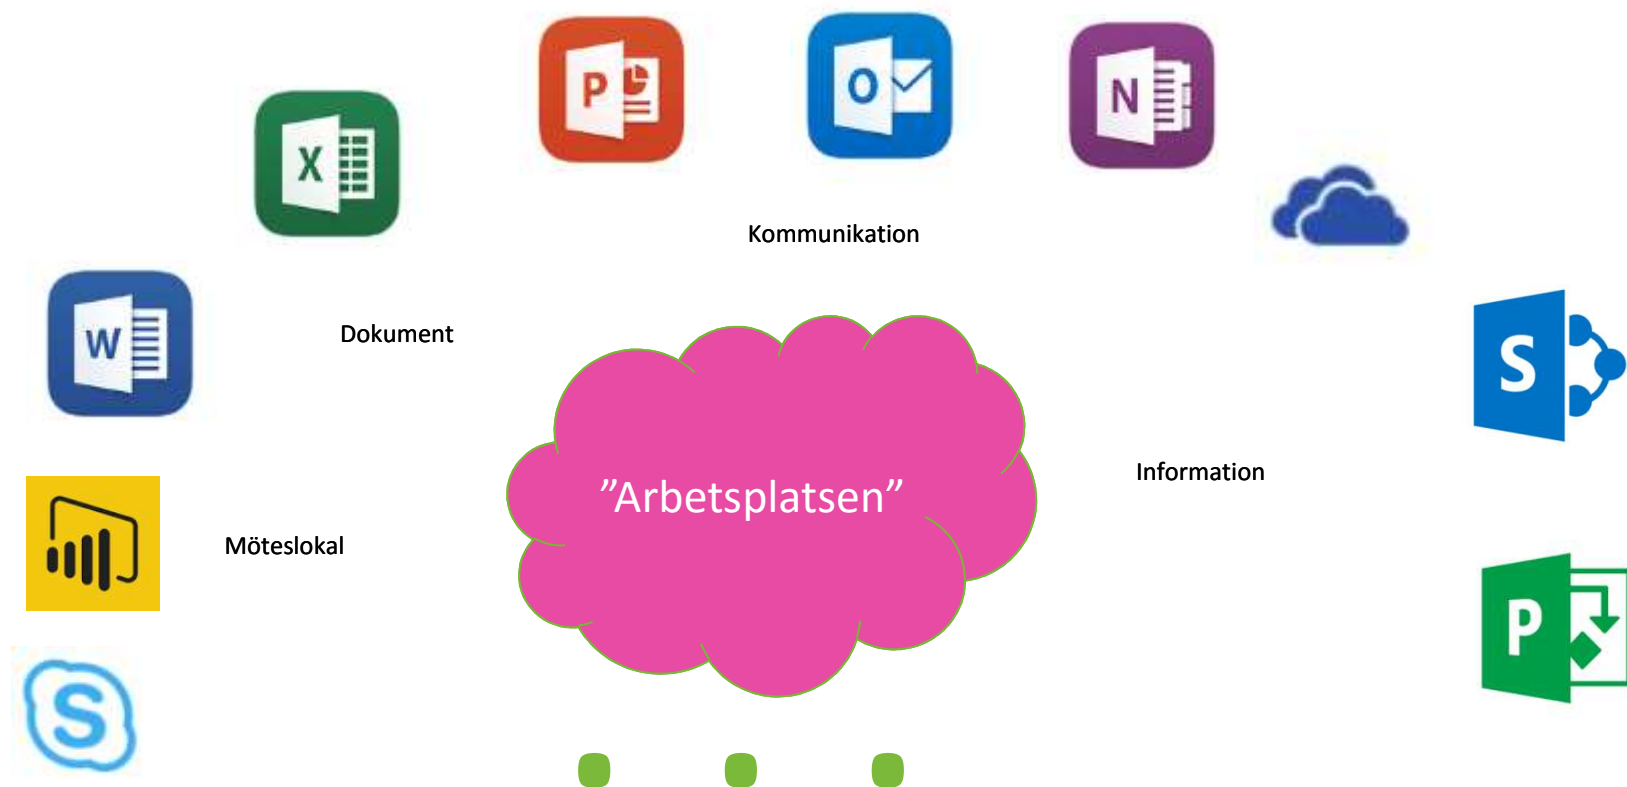 P
O
N
X
Kommunikation
W
Dokument
S
"Arbetsplatsen"
Information
Möteslokal
P
S